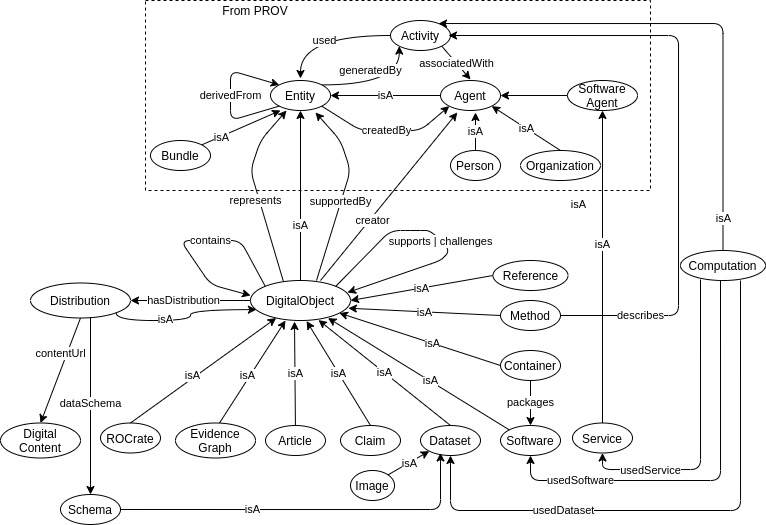 From PROV
Activity
used
generatedBy
associatedWith
derivedFrom
Entity
isA
Agent
Software
Agent
createdBy
isA
isA
isA
Bundle
Person
Organization
represents
supportedBy
isA
isA
creator
isA
contains
supports | challenges
isA
Computation
Reference
isA
Distribution
hasDistribution
DigitalObject
isA
isA
Method
describes
contentUrl
isA
Container
isA
isA
isA
isA
isA
isA
dataSchema
packages
Digital
Content
ROCrate
Evidence
Graph
Article
Claim
Dataset
Software
Service
isA
Image
usedService
usedSoftware
Schema
isA
usedDataset